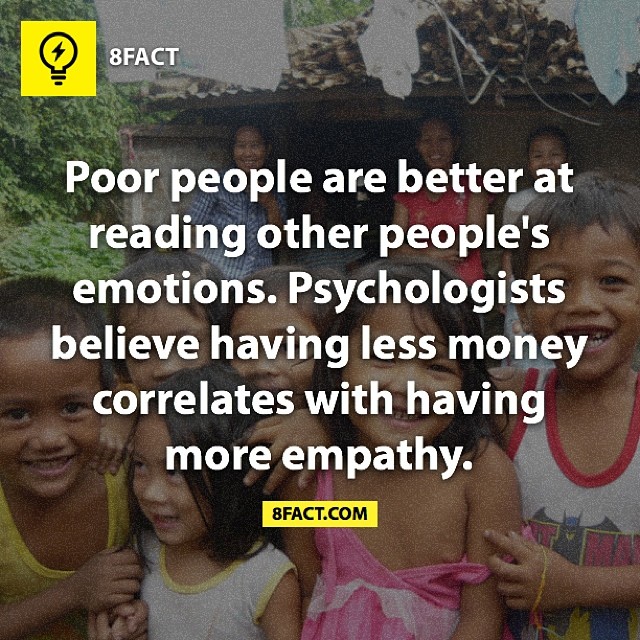 8FACT
Poor people are better at
reading other people's
emotions. Psychologists
believe having less money
correlates with having
more empathy.
8FACT.COM